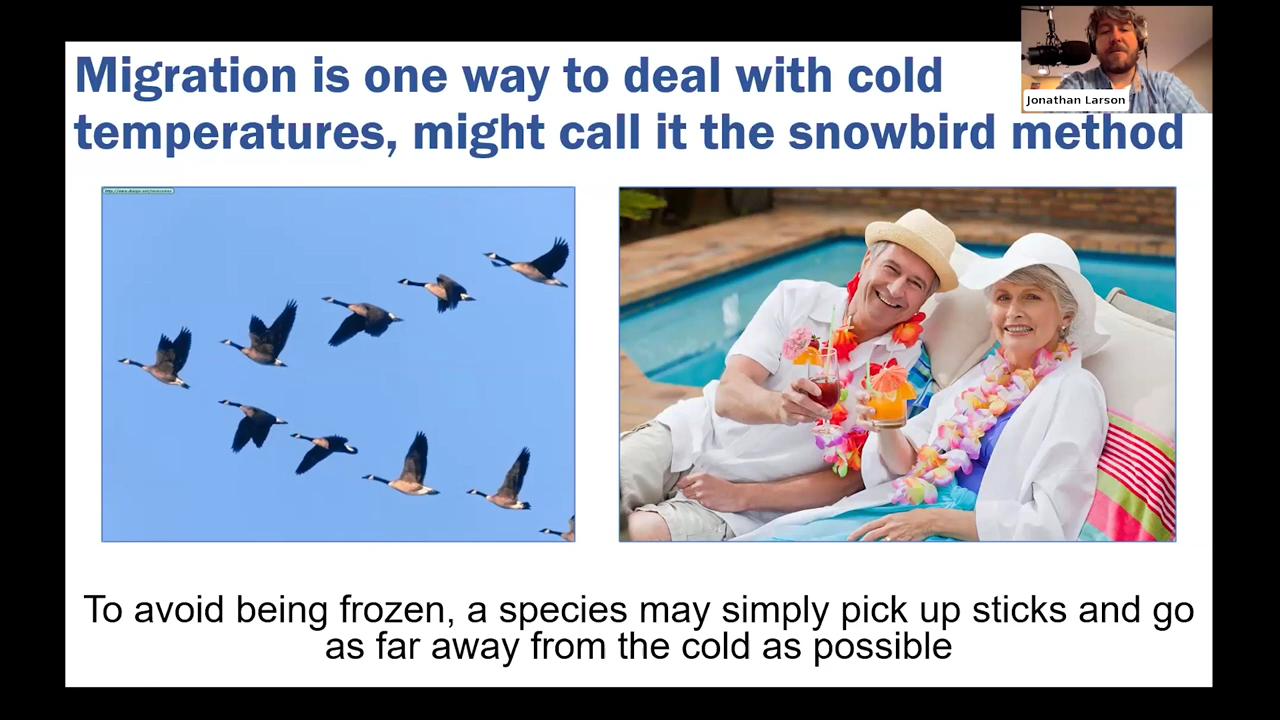 Migration is one way to deal with cold
temperatures, might call it the snowbird method
Jonathan Larson
To avoid being frozen, a species may simply pick up sticks and go
as far away from the cold as possible